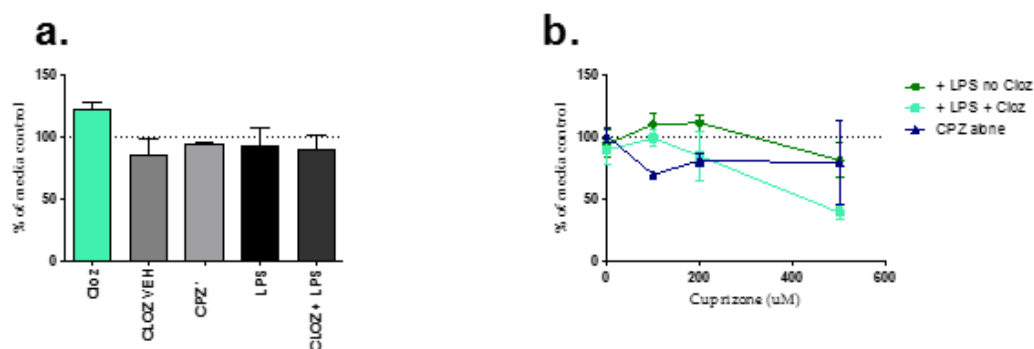 a.
% of media control
150
100
50
0
Cloz
CLOZ VEH
CPZ'
LPS
CLOZ + LPS
b.
% of media control
150
100
50
0
0
200
400
600
Cuprizone (uM)
+ LPS no Cloz
+ LPS + Cloz
CPZ alone